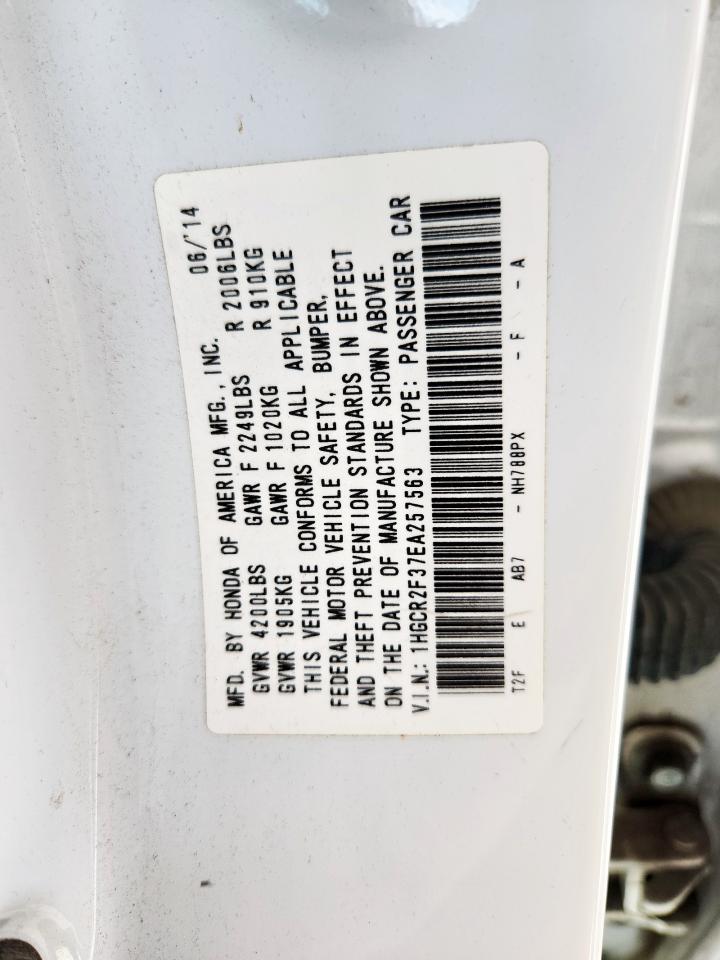 MFD. BY HONDA OF AMERICA MFG., INC. 06/'14
GVWR 4200LBS GAWR F 2249LBS R 2006LBS
GVWR 1905KG GAWR F 1020KG R 910KG
THIS VEHICLE CONFORMS TO ALL APPLICABLE
FEDERAL MOTOR VEHICLE SAFETY, BUMPER,
AND THEFT PREVENTION STANDARDS IN EFFECT
ON THE DATE OF MANUFACTURE SHOWN ABOVE.
V.I.N.: 1HGCR2F37EA257563 TYPE: PASSENGER CAR
T2F E AB7 - NH788PX - F - A